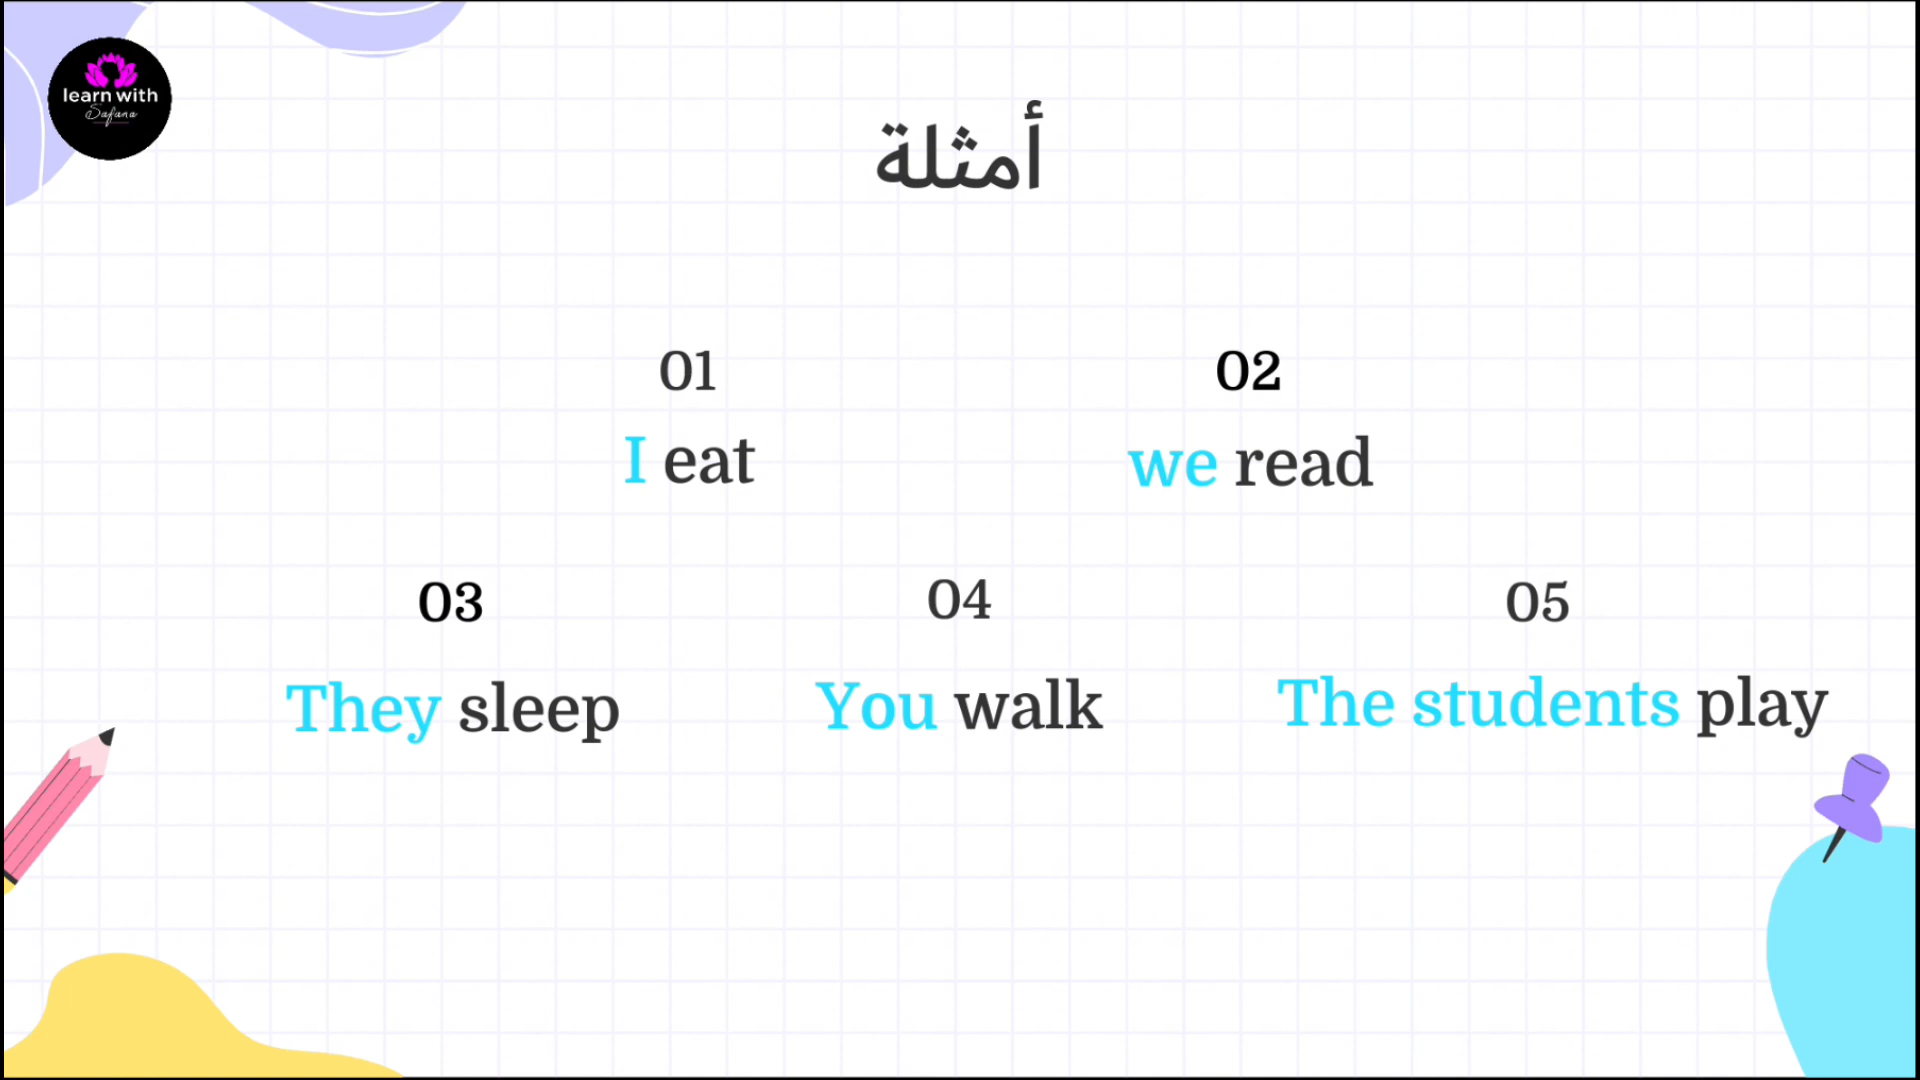 learn with
Safana
أمثلة
01
I eat
02
we read
03
They sleep
04
You walk
05
The students play